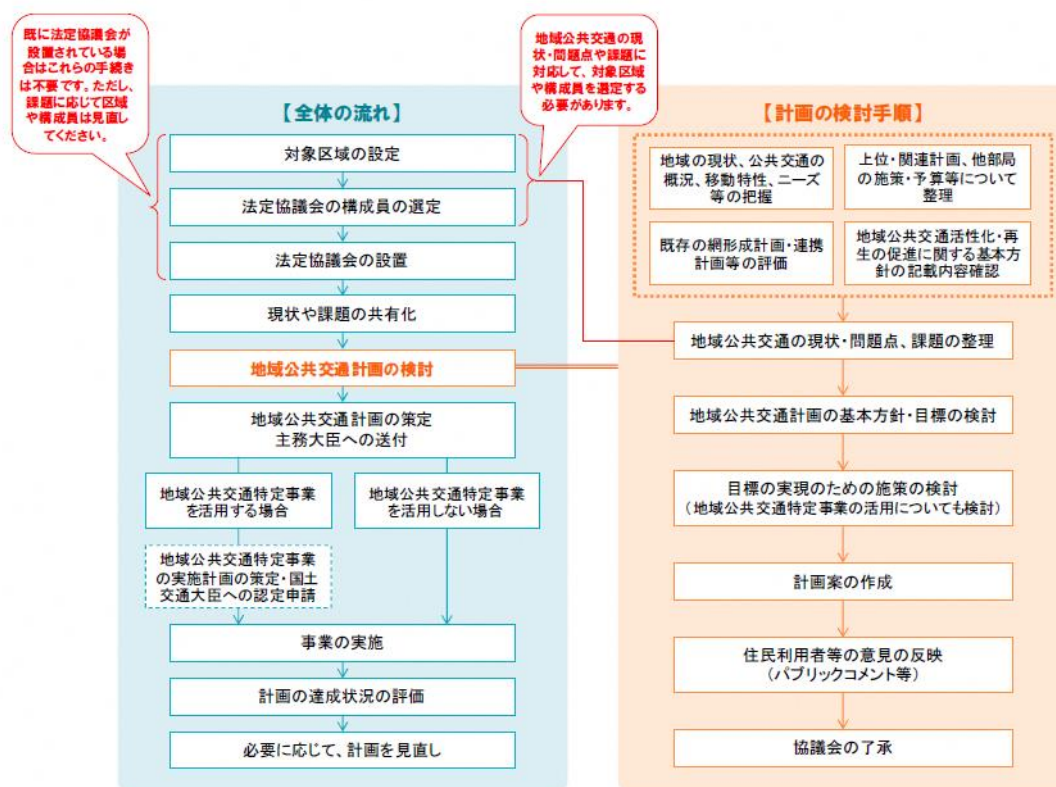 既に法定協議会が
設置されている場
合はこれらの手続き
は不要です。ただし、
課題に応じて区域
や構成員は見直し
てください。
地域公共交通の現
状・問題点や課題に
対応して、対象区域
や構成員を選定する
必要があります。
【全体の流れ】
対象区域の設定
法定協議会の構成員の選定
法定協議会の設置
現状や課題の共有化
地域公共交通計画の検討
地域公共交通計画の策定
主務大臣への送付
地域公共交通特定事業
を活用する場合
地域公共交通特定事業
を活用しない場合
地域公共交通特定事業
の実施計画の策定・国土
交通大臣への認定申請
事業の実施
計画の達成状況の評価
必要に応じて、計画を見直し
【計画の検討手順】
地域の現状、公共交通の
概況、移動特性、ニーズ
等の把握
上位・関連計画、他部局
の施策・予算等について
整理
既存の網形成計画・連携
計画等の評価
地域公共交通活性化・再
生の促進に関する基本方
針の記載内容確認
地域公共交通の現状・問題点、課題の整理
地域公共交通計画の基本方針・目標の検討
目標の実現のための施策の検討
（地域公共交通特定事業の活用についても検討）
計画案の作成
住民利用者等の意見の反映
（パブリックコメント等）
協議会の了承